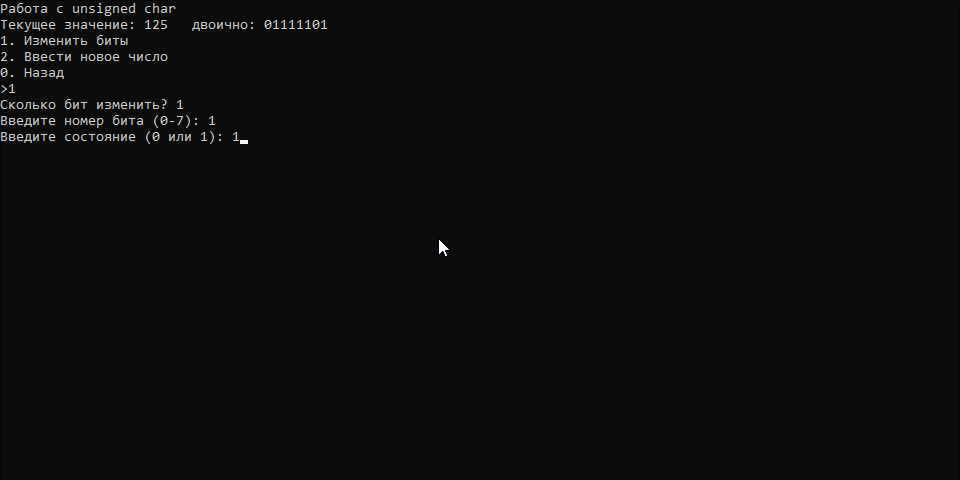 Работа с unsigned char
Текущее значение: 125   двоично: 01111101
1. Изменить биты
2. Ввести новое число
0. Назад
>1
Сколько бит изменить? 1
Введите номер бита (0-7): 1
Введите состояние (0 или 1): 1